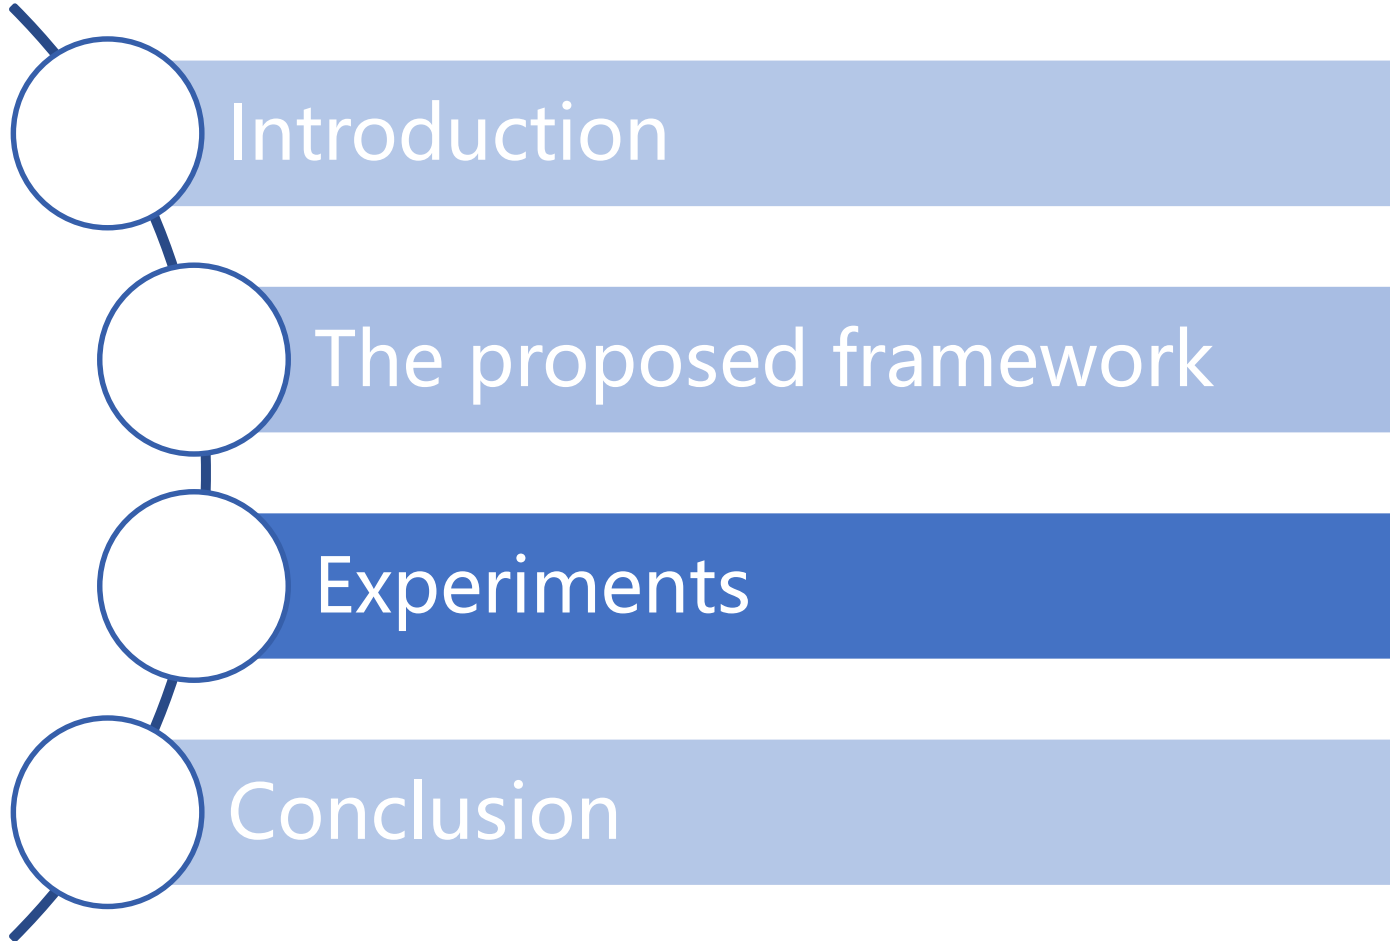 Introduction
The proposed framework
Experiments
Conclusion